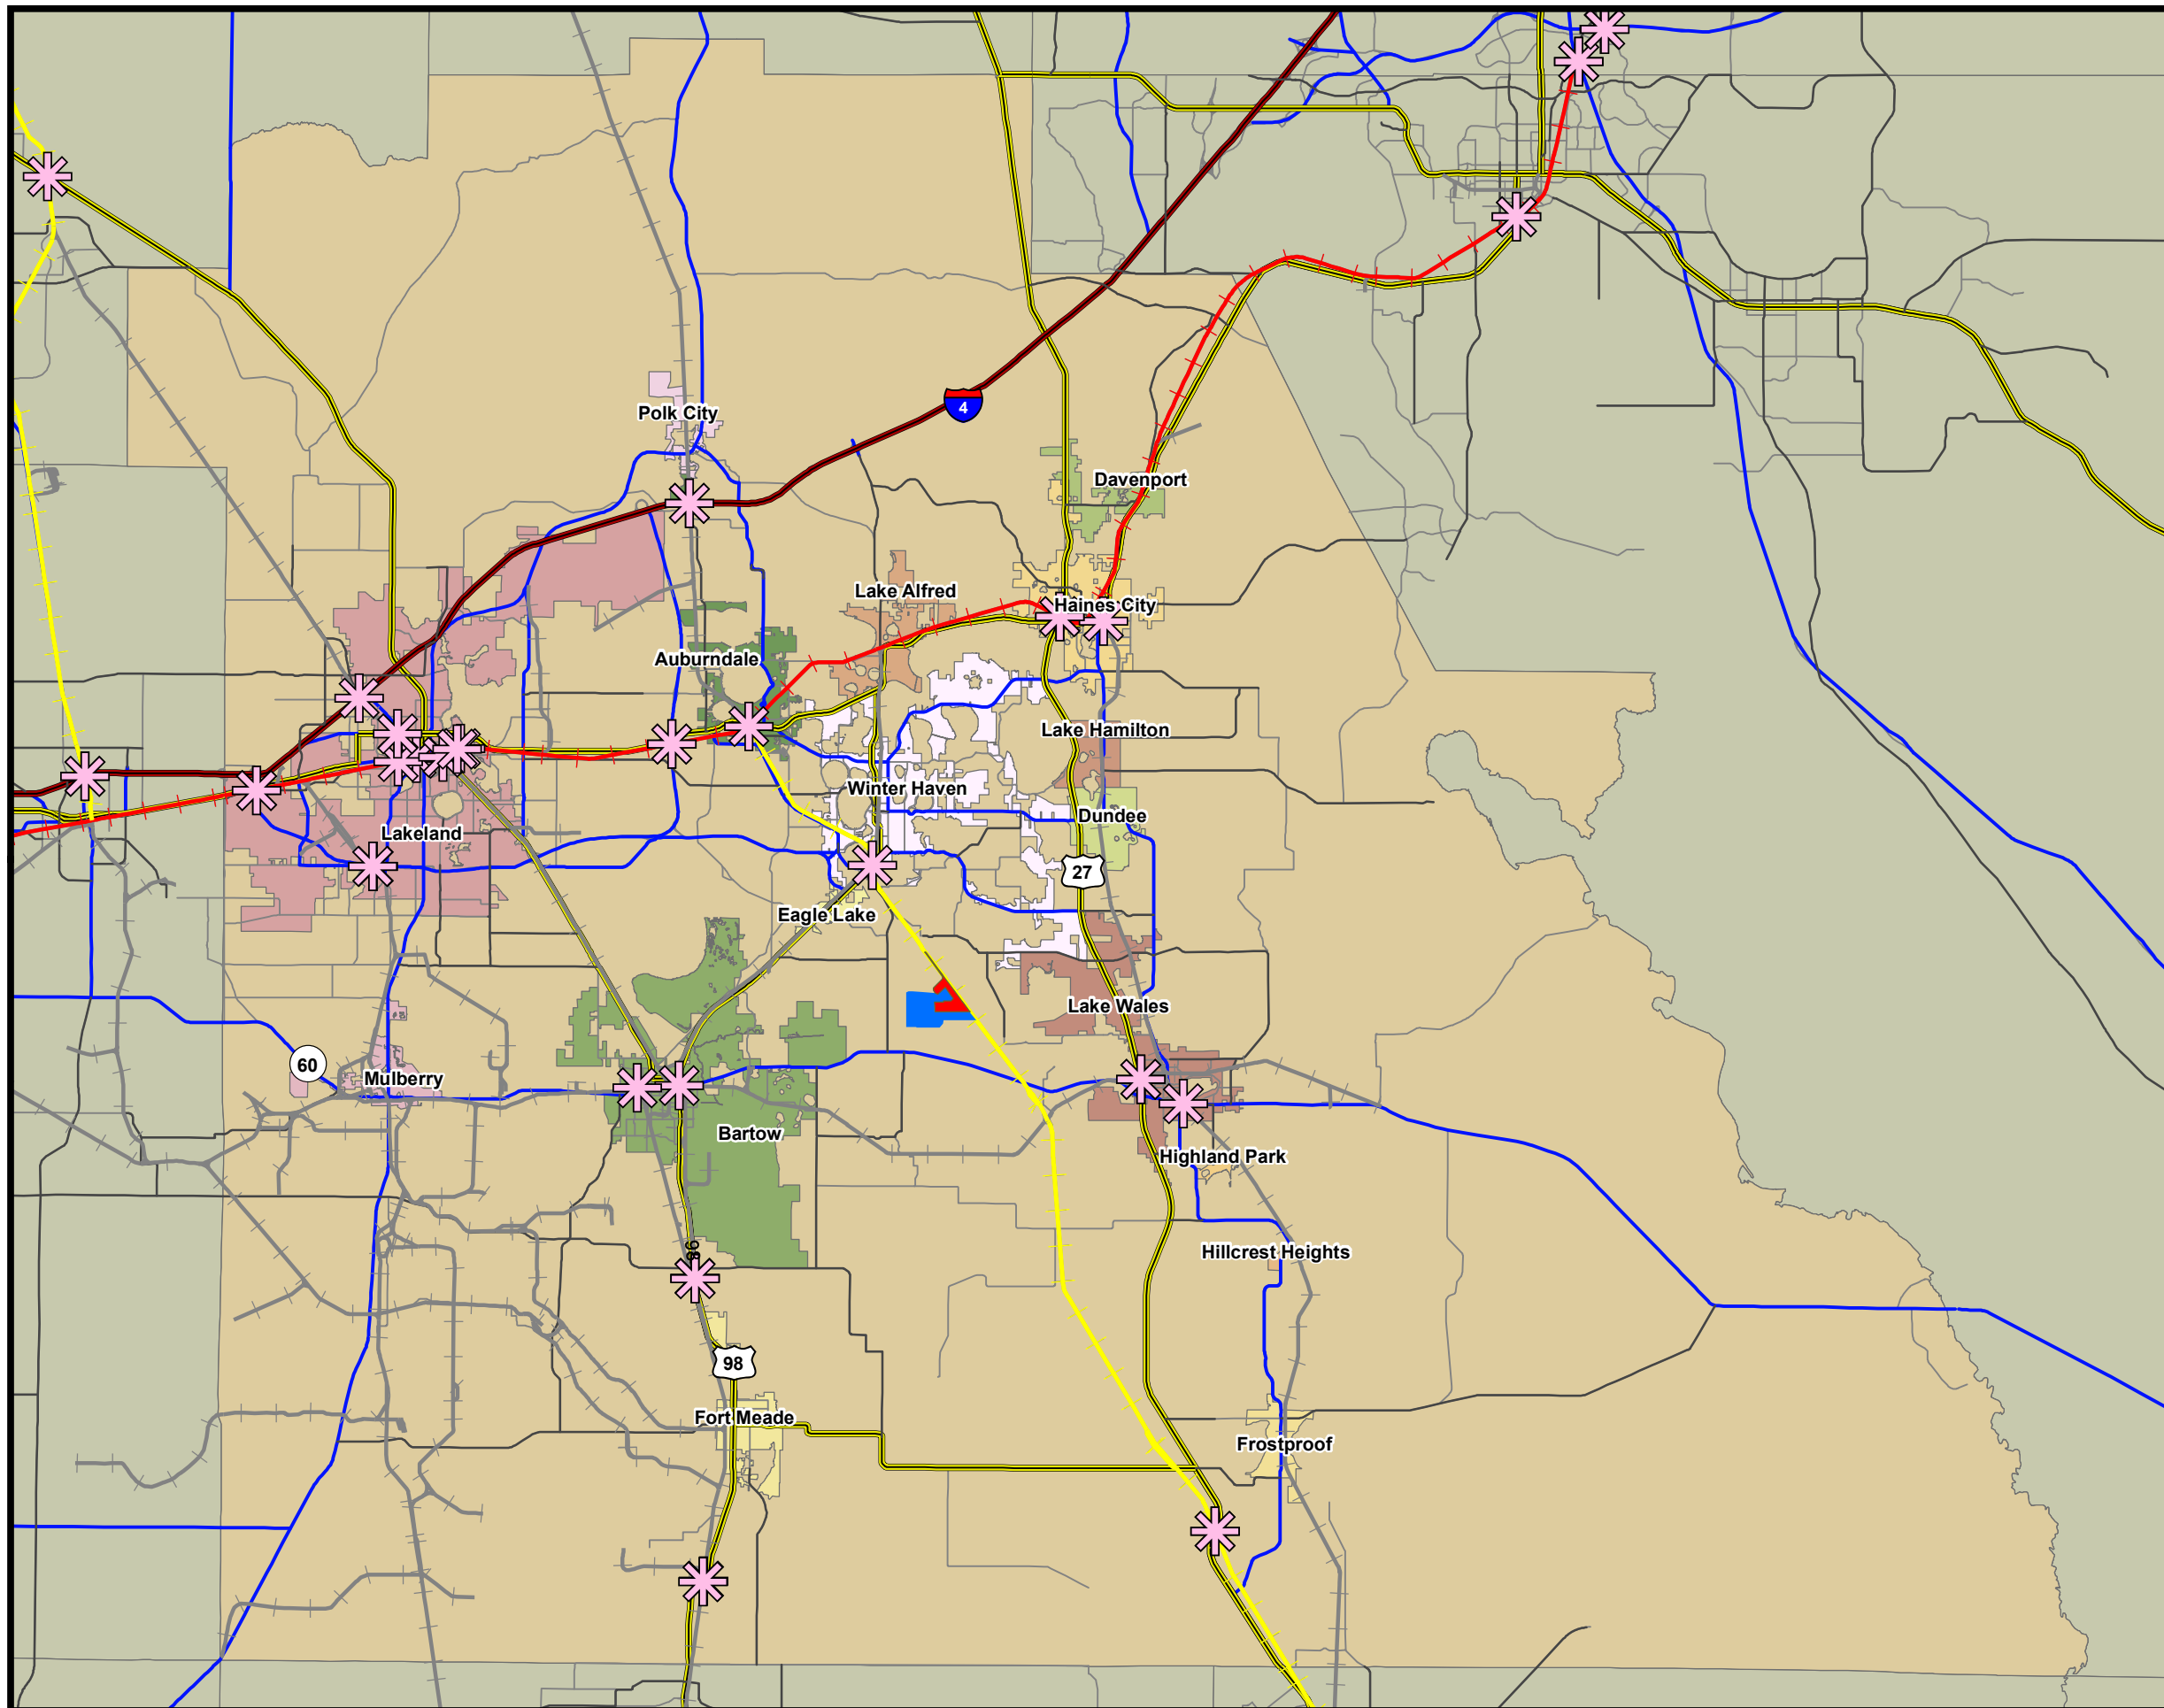 4
Polk City
Davenport
Lake Alfred
Haines City
Auburndale
Lake Hamilton
Winter Haven
Dundee
Lakeland
27
Eagle Lake
Lake Wales
60
Mulberry
Bartow
Highland Park
98
Hillcrest Heights
98
Fort Meade
Frostproof